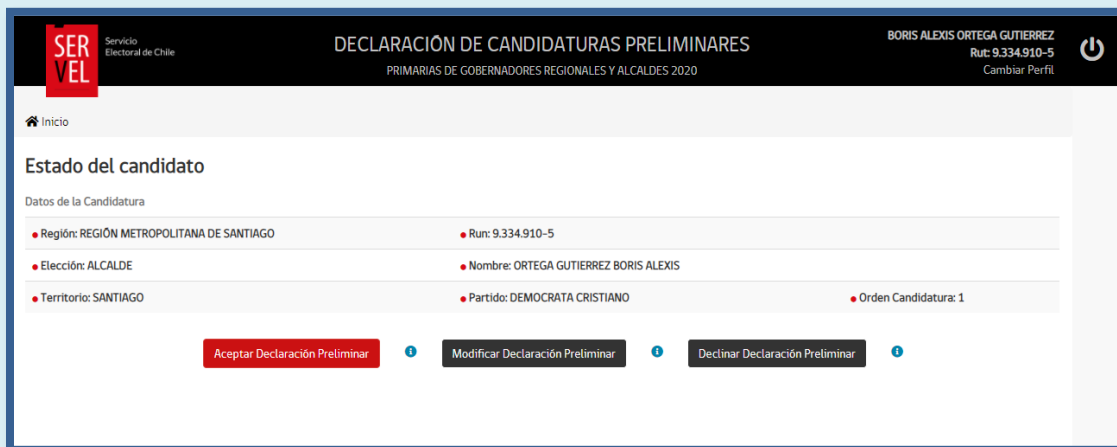 SER
VEL
Servicio
Electoral de Chile
DECLARACIÓN DE CANDIDATURAS PRELIMINARES
PRIMARIAS DE GOBERNADORES REGIONALES Y ALCALDES 2020
BORIS ALEXIS ORTEGA GUTIERREZ
Rut: 9.334.910-5
Cambiar Perfil
Inicio
Estado del candidato
Datos de la Candidatura
Región: REGIÓN METROPOLITANA DE SANTIAGO
Run: 9.334.910-5
Elección: ALCALDE
Nombre: ORTEGA GUTIERREZ BORIS ALEXIS
Territorio: SANTIAGO
Partido: DEMOCRATA CRISTIANO
Orden Candidatura: 1
Aceptar Declaración Preliminar
Modificar Declaración Preliminar
Declinar Declaración Preliminar